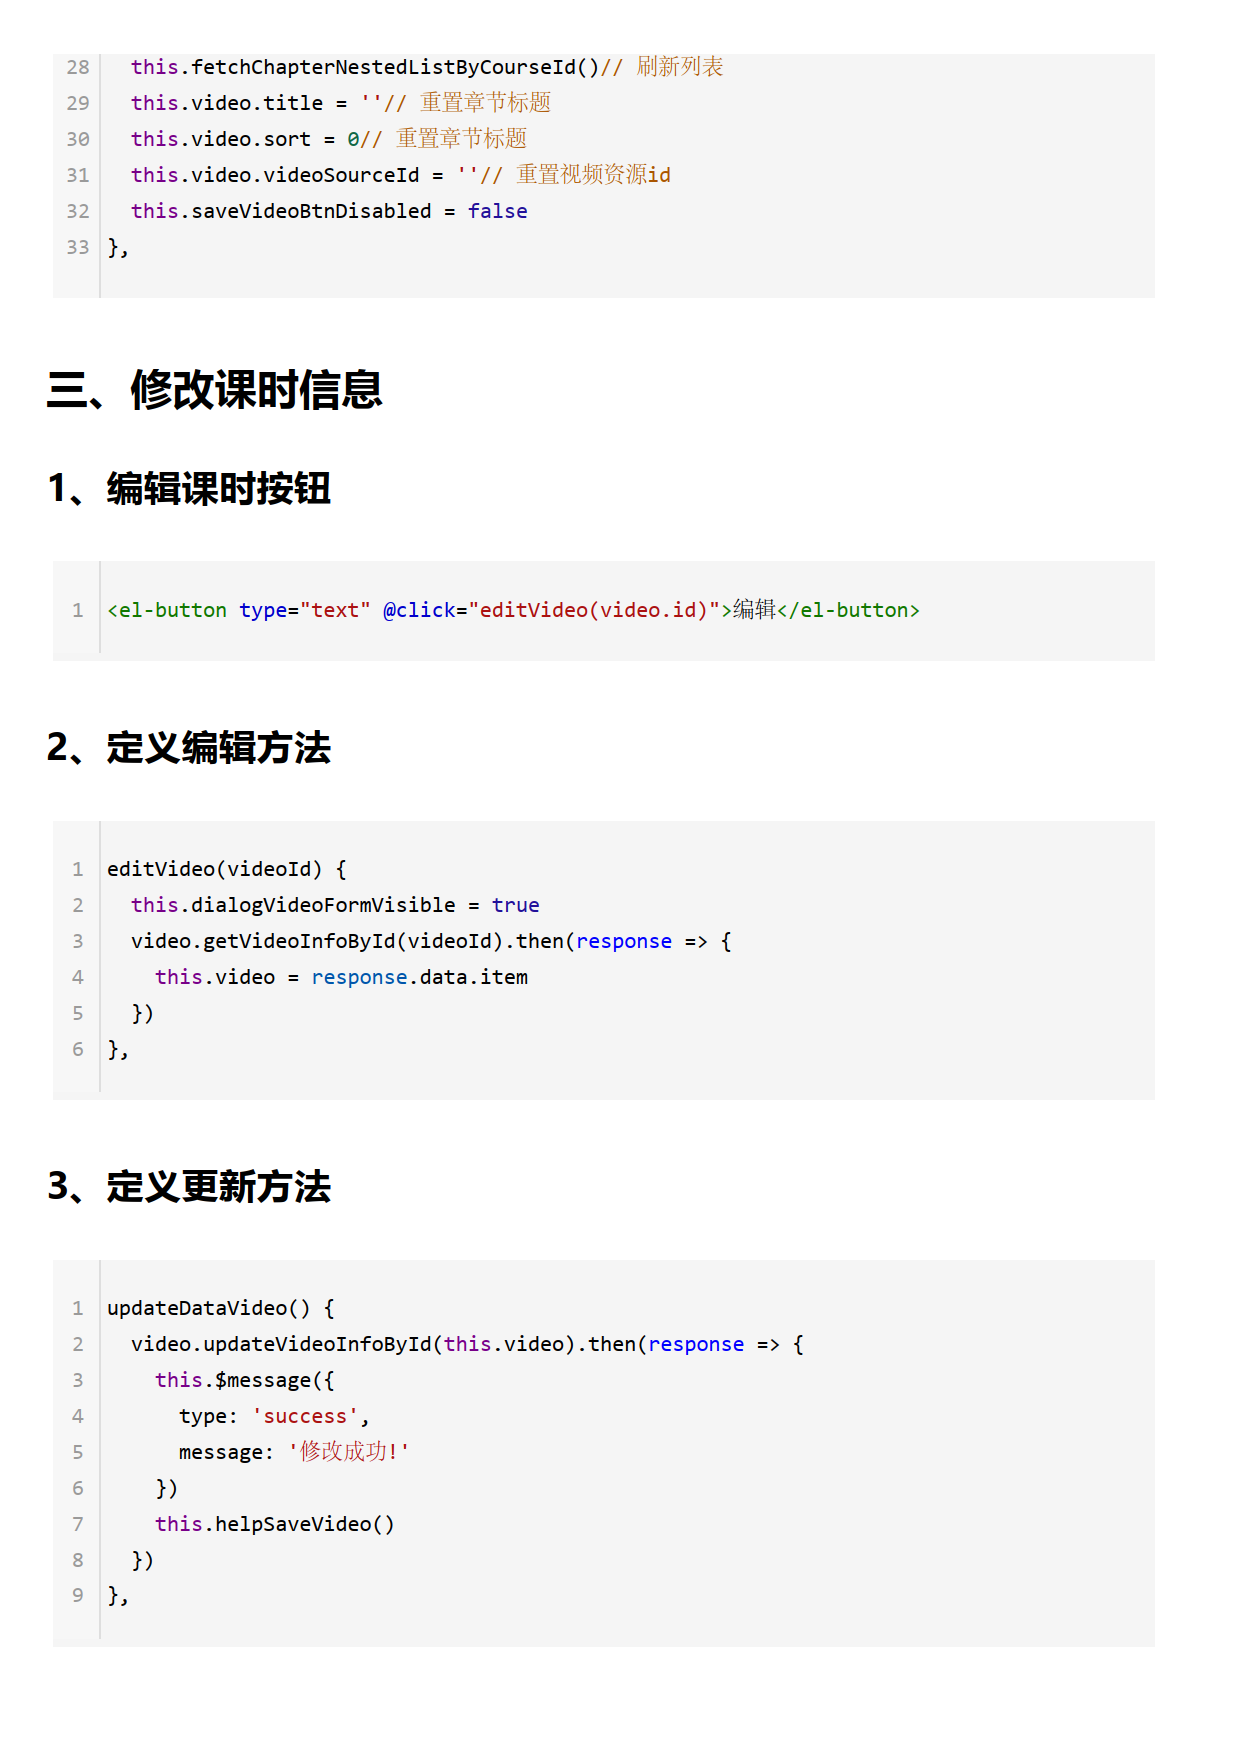 28 this.fetchChapterNestedListByCourseId()// 刷新列表
29 this.video.title = ''// 重置章节标题
30 this.video.sort = 0// 重置章节标题
31 this.video.videoSourceId = ''// 重置视频资源id
32 this.saveVideoBtnDisabled = false
33 },
三、修改课时信息
1、编辑课时按钮
1 <el-button type="text" @click="editVideo(video.id)">编辑</el-button>
2、定义编辑方法
1 editVideo(videoId) {
2 this.dialogVideoFormVisible = true
3 video.getVideoInfoById(videoId).then(response => {
4 this.video = response.data.item
5 })
6 },
3、定义更新方法
1 updateDataVideo() {
2 video.updateVideoInfoById(this.video).then(response => {
3 this.$message({
4 type: 'success',
5 message: '修改成功!'
6 })
7 this.helpSaveVideo()
8 })
9 },